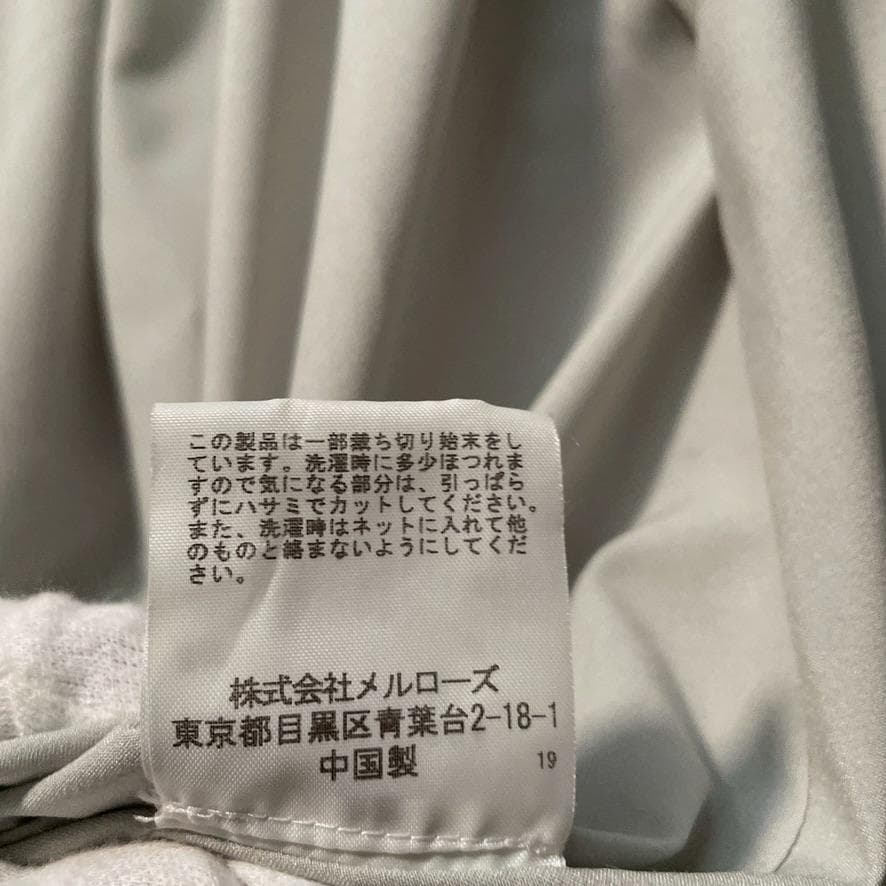 この製品は一部裁ち切り始末をし
ています。洗濯時に多少ほつれま
すので気になる部分は、引っぱら
ずにハサミでカットしてください。
また、洗濯時はネットに入れて他
のものと絡まないようにしてくだ
さい。
株式会社メルローズ
東京都目黒区青葉台2-18-1
中国製
19